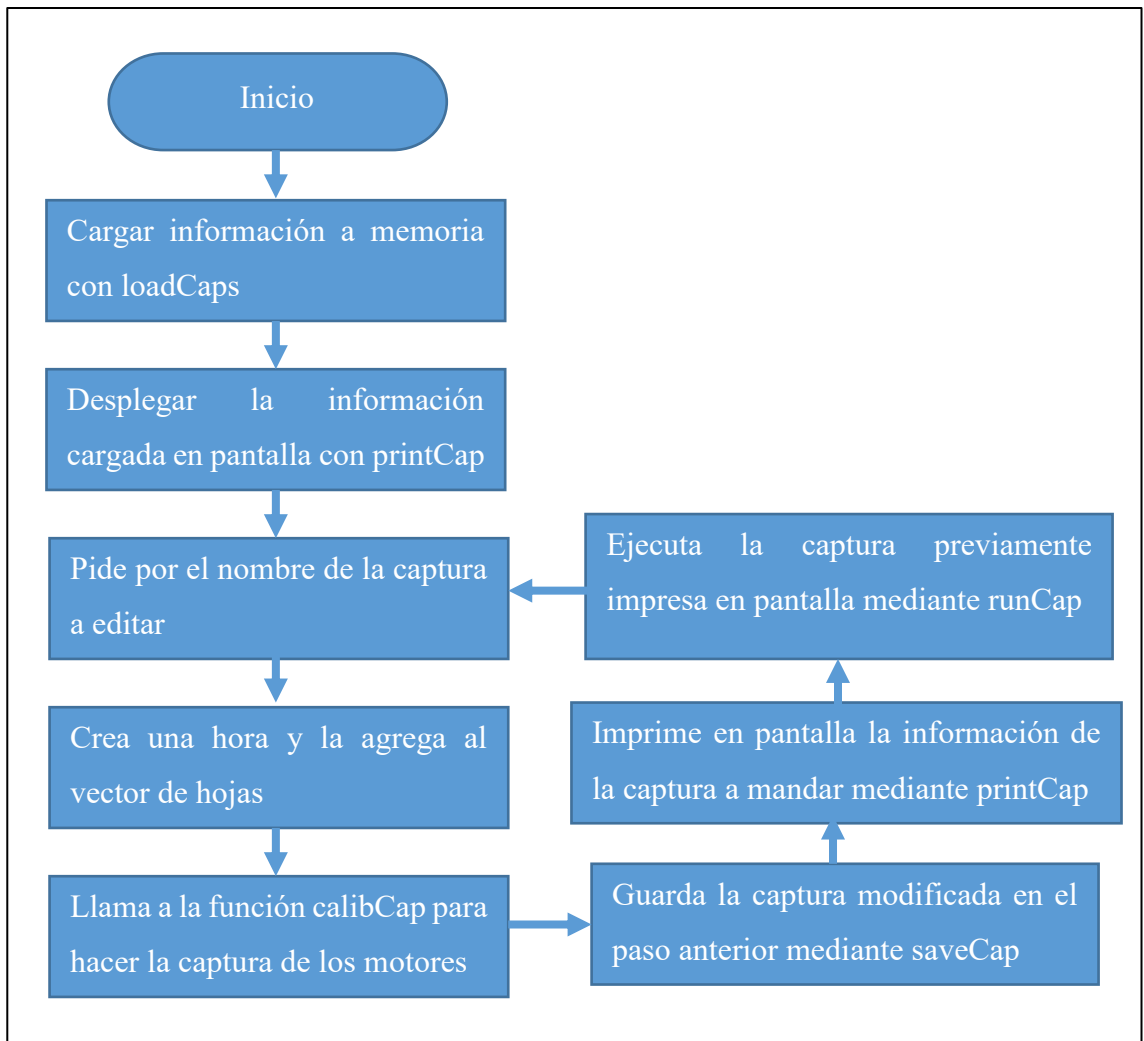 Inicio
Cargar información a memoria
con loadCaps
Desplegar la información
cargada en pantalla con printCap
Pide por el nombre de la captura
a editar
Crea una hora y la agrega al
vector de hojas
Llama a la función calibCap para
hacer la captura de los motores
Guarda la captura modificada en el
paso anterior mediante saveCap
Imprime en pantalla la información de
la captura a mandar mediante printCap
Ejecuta la captura previamente
impresa en pantalla mediante runCap